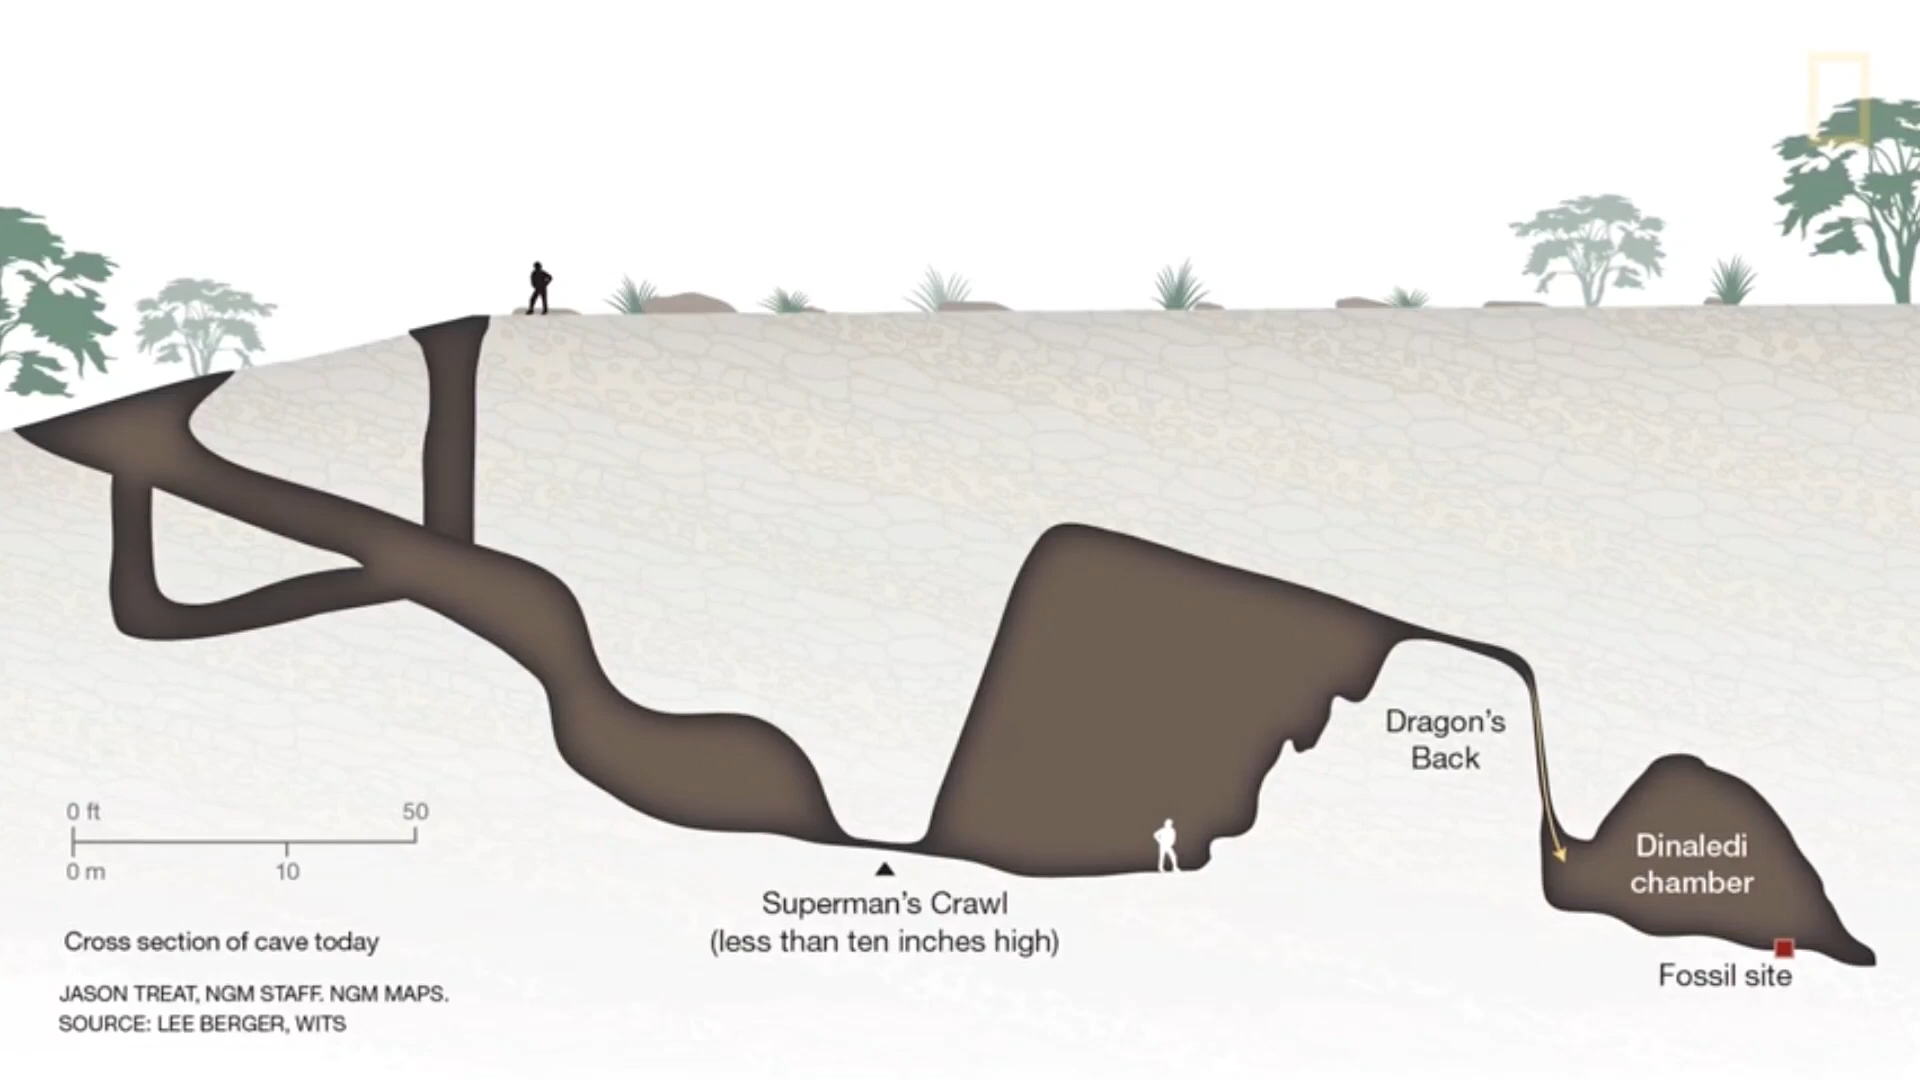 Dragon's
Back
0 ft 50
0 m 10
Dinaledi
chamber
Superman's Crawl
(less than ten inches high)
Cross section of cave today
Fossil site
JASON TREAT, NGM STAFF. NGM MAPS.
SOURCE: LEE BERGER, WITS